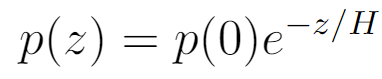 p(z) = p(0)e^{-z/H}